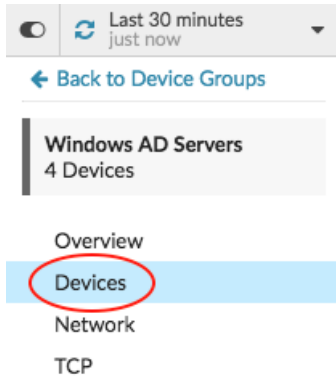 Last 30 minutes
just now
Back to Device Groups
Windows AD Servers
4 Devices
Overview
Devices
Network
TCP